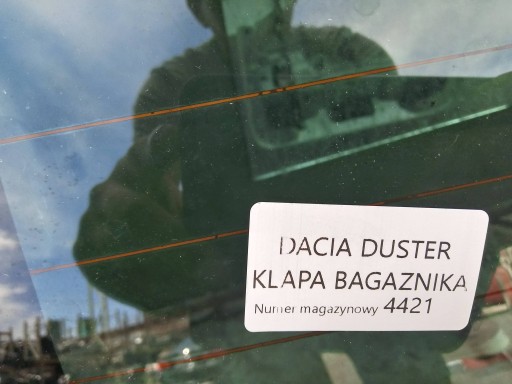 DACIA DUSTER
KLAPA BAGAZNIKA
Numer magazynowy 4421